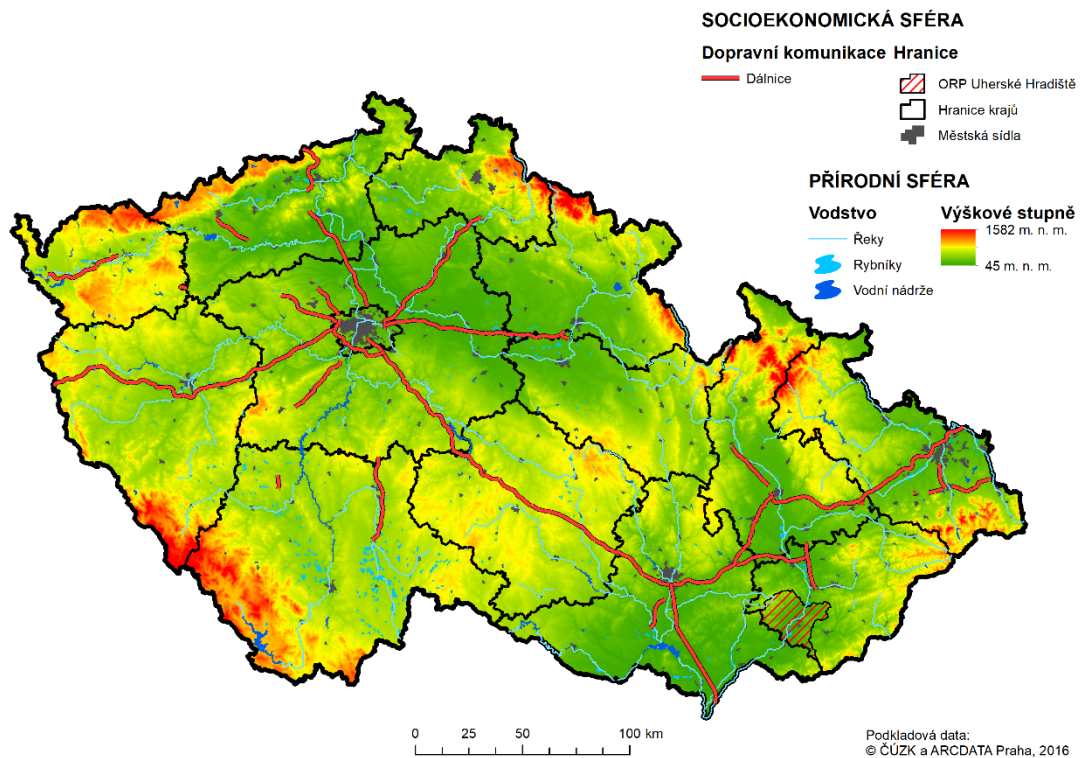 SOCIOEKONOMICKÁ SFÉRA
Dopravní komunikace Hranice
Dálnice
ORP Uherské Hradiště
Hranice krajů
Městská sídla
PŘÍRODNÍ SFÉRA
Vodstvo Výškové stupně
Řeky
Rybníky
Vodní nádrže
1582 m. n. m.
45 m. n. m.
0 25 50 100 km
Podkladová data:
© ČÚZK a ARCDATA Praha, 2016